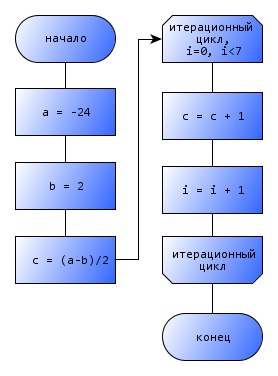 начало
a = -24
b = 2
c = (a-b)/2
итерационный
цикл,
i=0, i<7
c = c + 1
i = i + 1
итерационный
цикл
конец